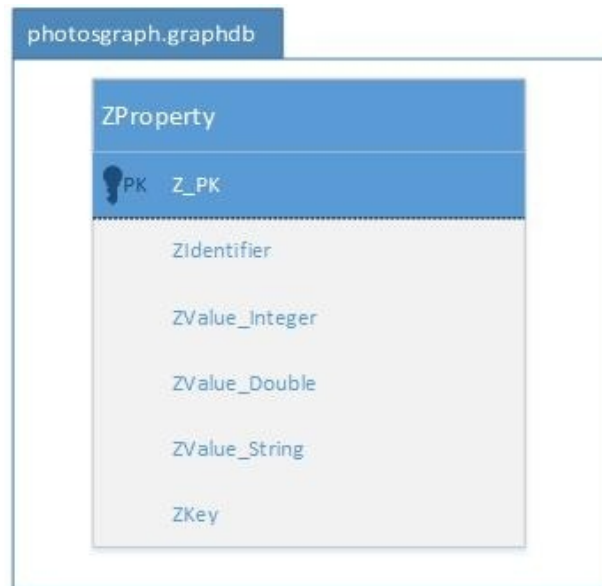 photosgraph.graphdb
ZProperty
PK Z_PK
ZIdentifier
ZValue_Integer
ZValue_Double
ZValue_String
ZKey